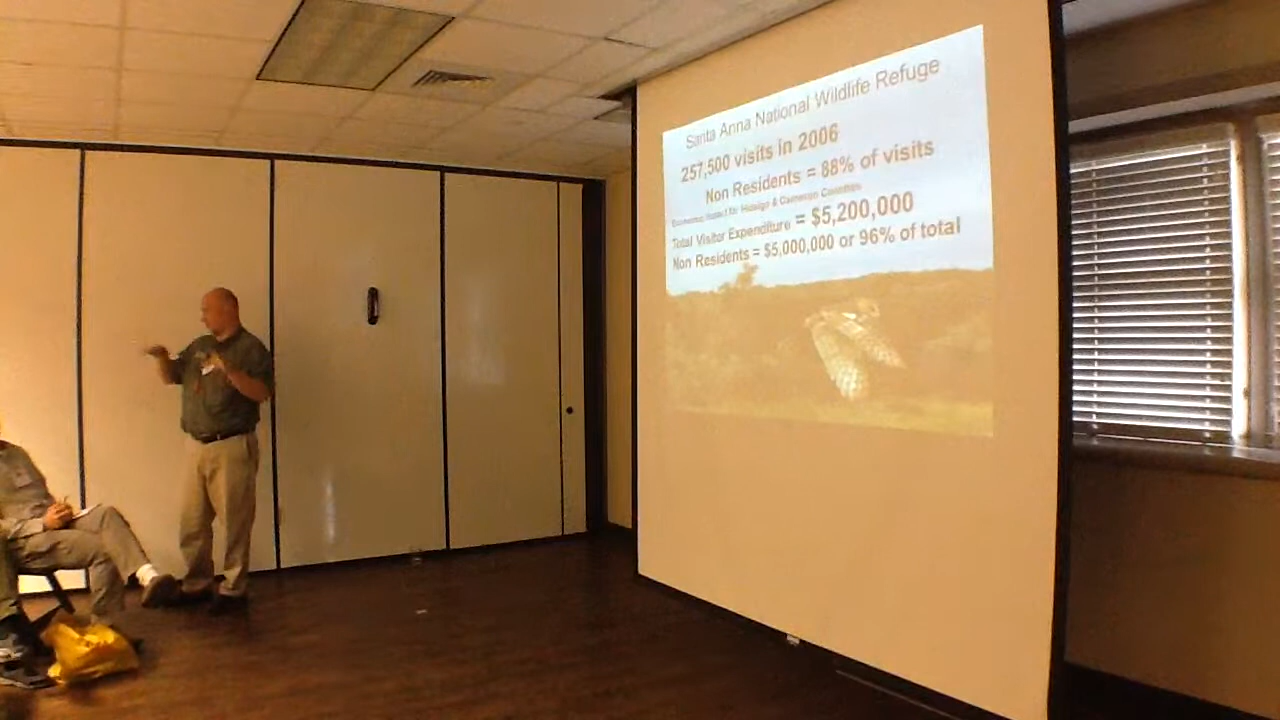 Santa Anna National Wildlife Refuge
257,500 visits in 2006
Non Residents = 88% of visits
Economic Impact for Hidalgo & Cameron Counties
Total Visitor Expenditure = $5,200,000
Non Residents = $5,000,000 or 96% of total